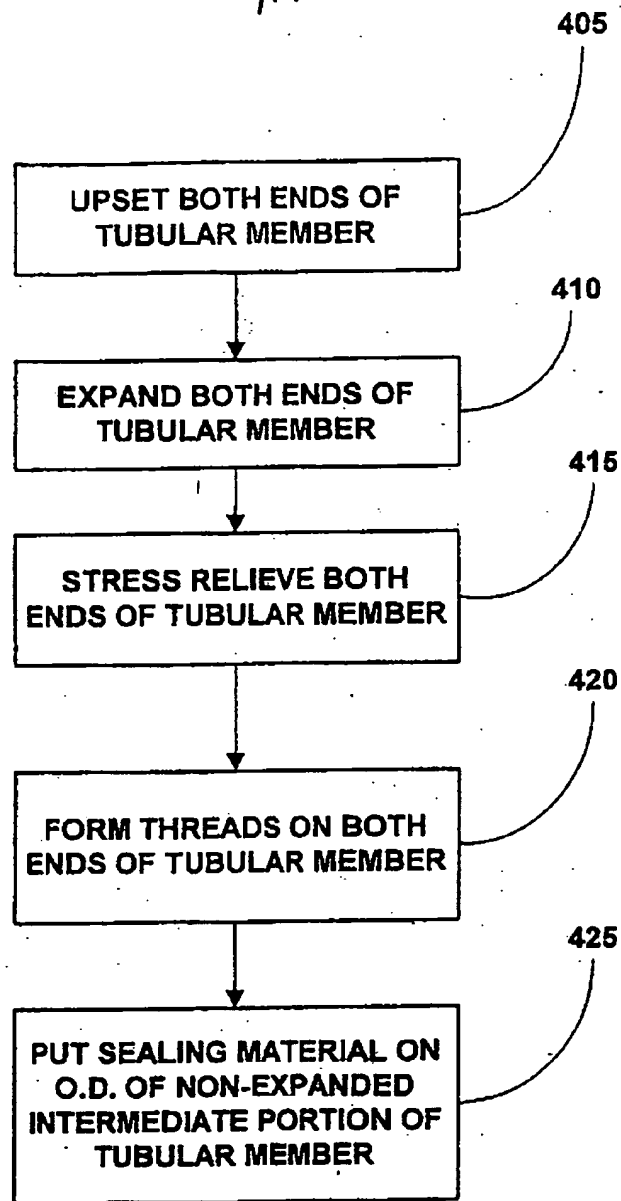 405
UPSET BOTH ENDS OF
TUBULAR MEMBER
410
EXPAND BOTH ENDS OF
TUBULAR MEMBER
415
STRESS RELIEVE BOTH
ENDS OF TUBULAR MEMBER
420
FORM THREADS ON BOTH
ENDS OF TUBULAR MEMBER
425
PUT SEALING MATERIAL ON
O.D. OF NON-EXPANDED
INTERMEDIATE PORTION OF
TUBULAR MEMBER